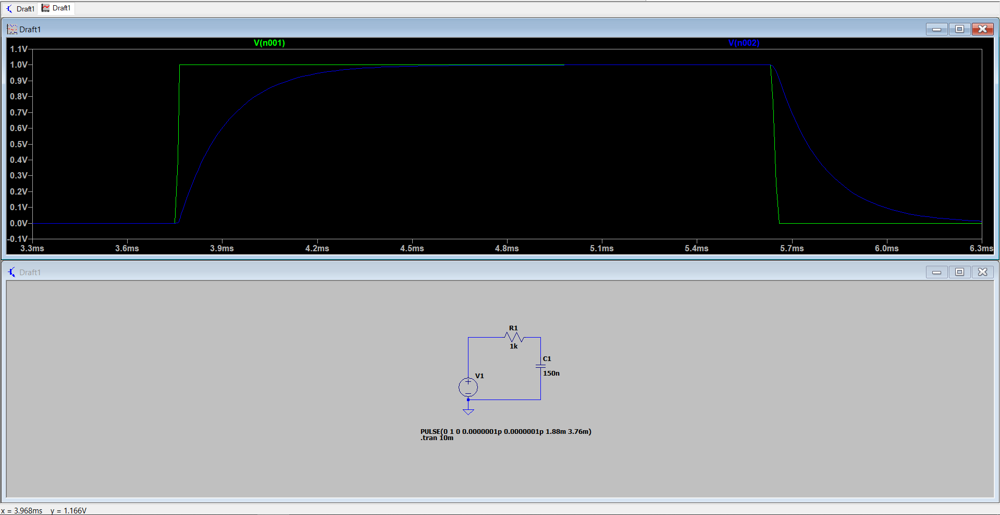 Draft1 Draft1
Draft1
V(n001) V(n002)
1.1V
1.0V
0.9V
0.8V
0.7V
0.6V
0.5V
0.4V
0.3V
0.2V
0.1V
0.0V
-0.1V
3.3ms 3.6ms 3.9ms 4.2ms 4.5ms 4.8ms 5.1ms 5.4ms 5.7ms 6.0ms 6.3ms
Draft1
R1
1k
C1
150n
V1
PULSE(0 1 0 0.0000001p 0.0000001p 1.88m 3.76m)
.tran 10m
x = 3.968ms y = 1.166V